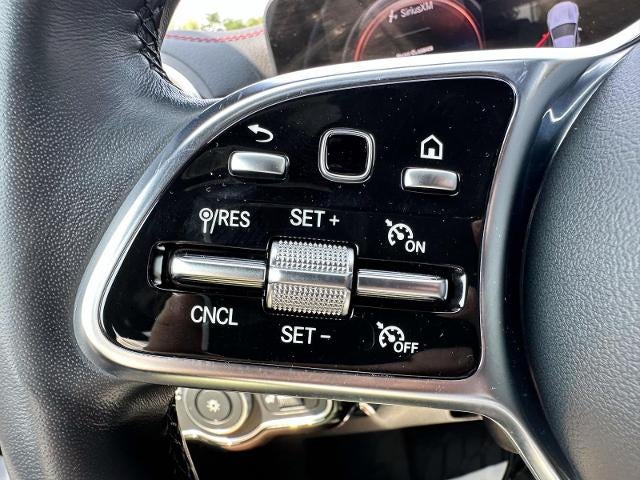 SiriusXM
/RES SET + ON
CNCL SET - OFF